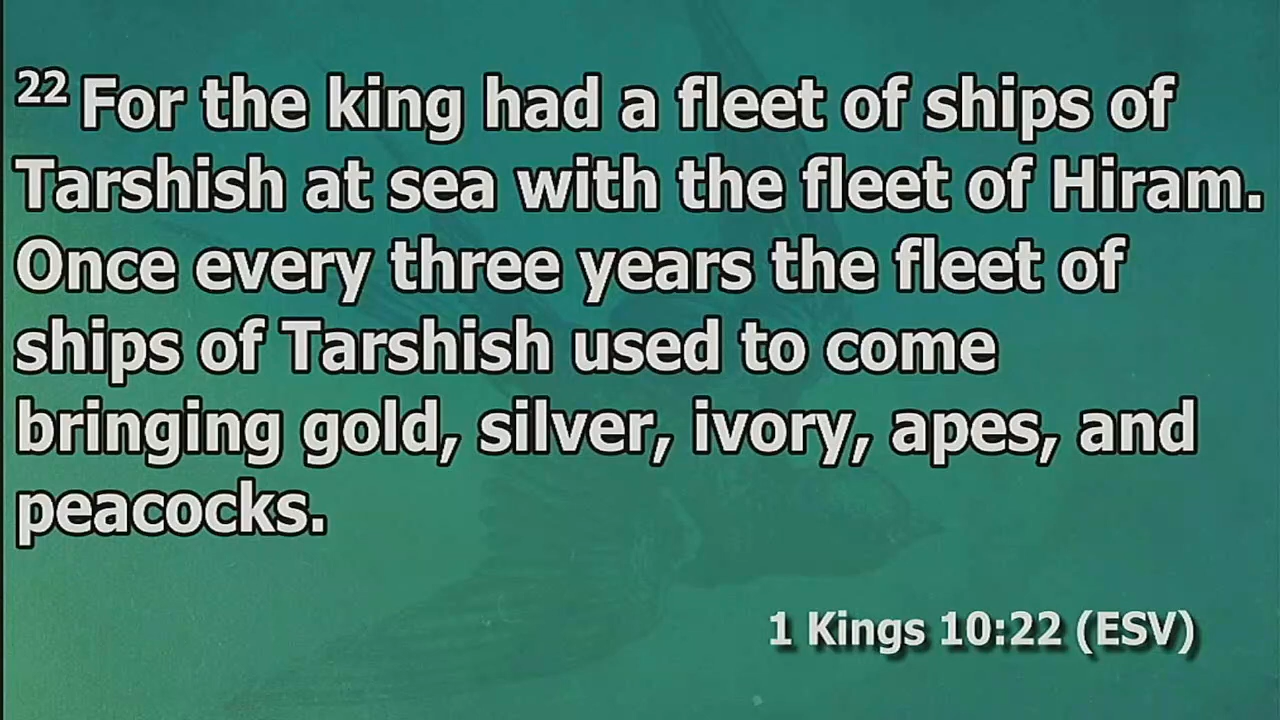 22 For the king had a fleet of ships of
Tarshish at sea with the fleet of Hiram.
Once every three years the fleet of
ships of Tarshish used to come
bringing gold, silver, ivory, apes, and
peacocks.
1 Kings 10:22 (ESV)